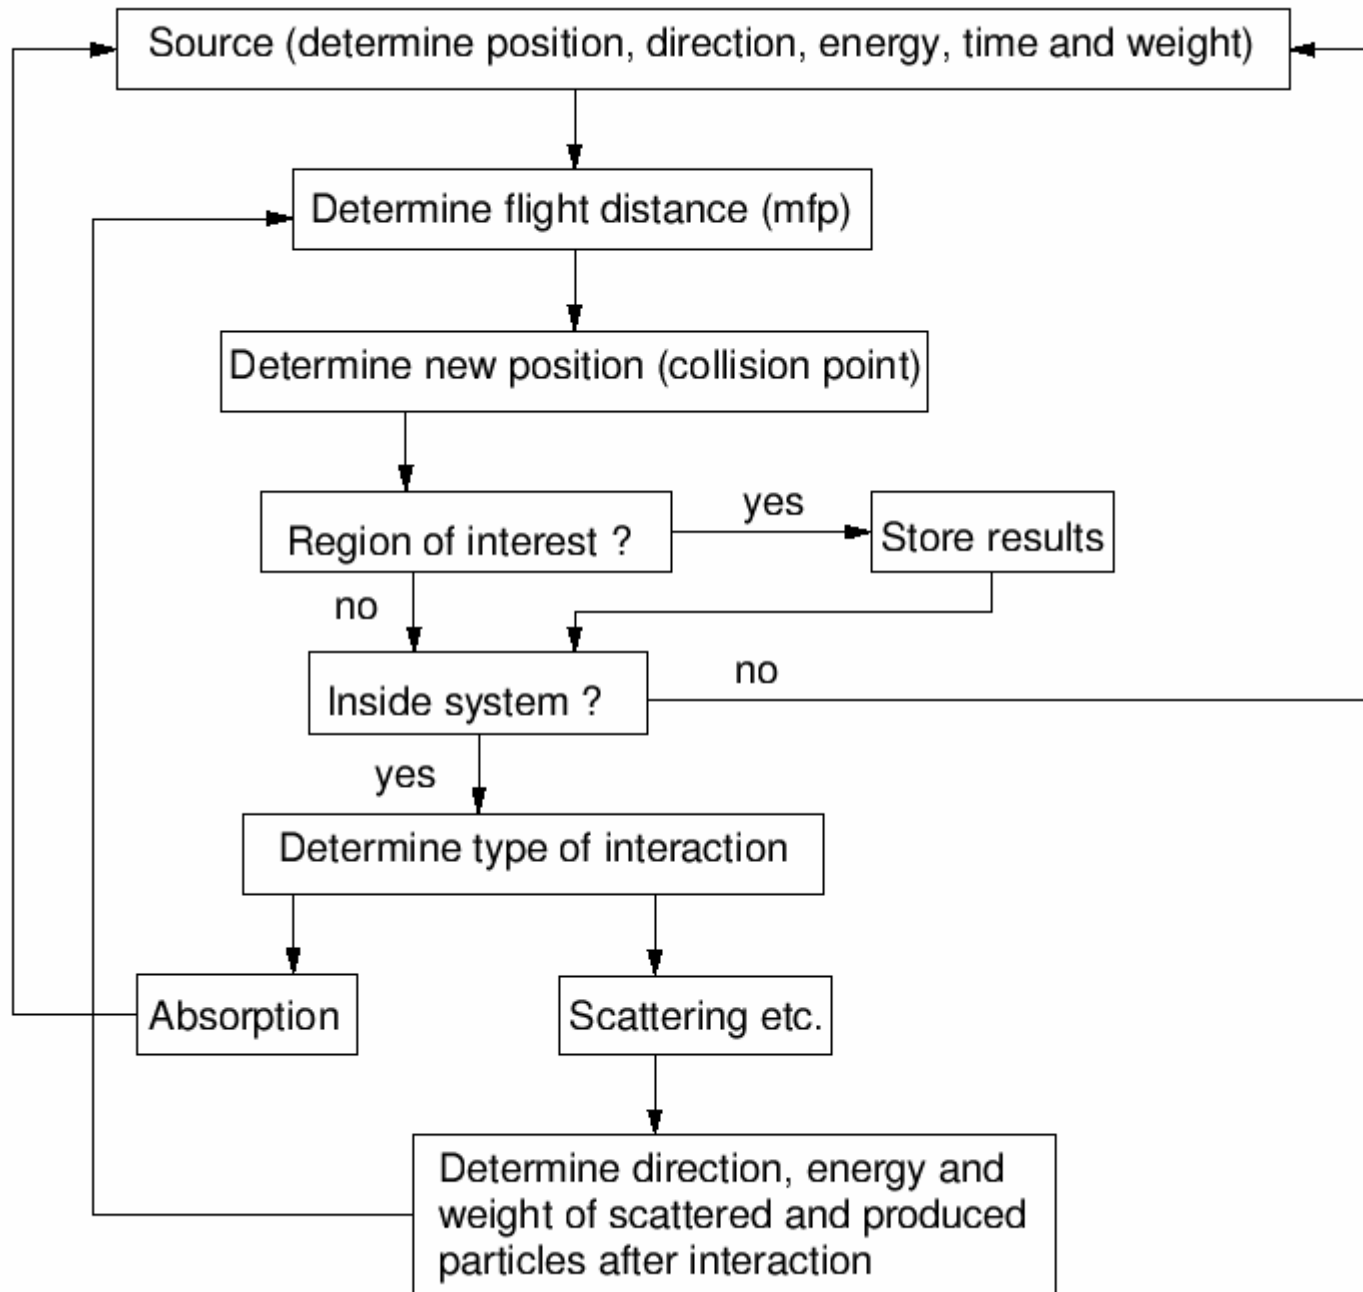 Source (determine position, direction, energy, time and weight)
Determine flight distance (mfp)
Determine new position (collision point)
Region of interest ?
yes
Store results
no
Inside system ?
no
yes
Determine type of interaction
Absorption
Scattering etc.
Determine direction, energy and
weight of scattered and produced
particles after interaction